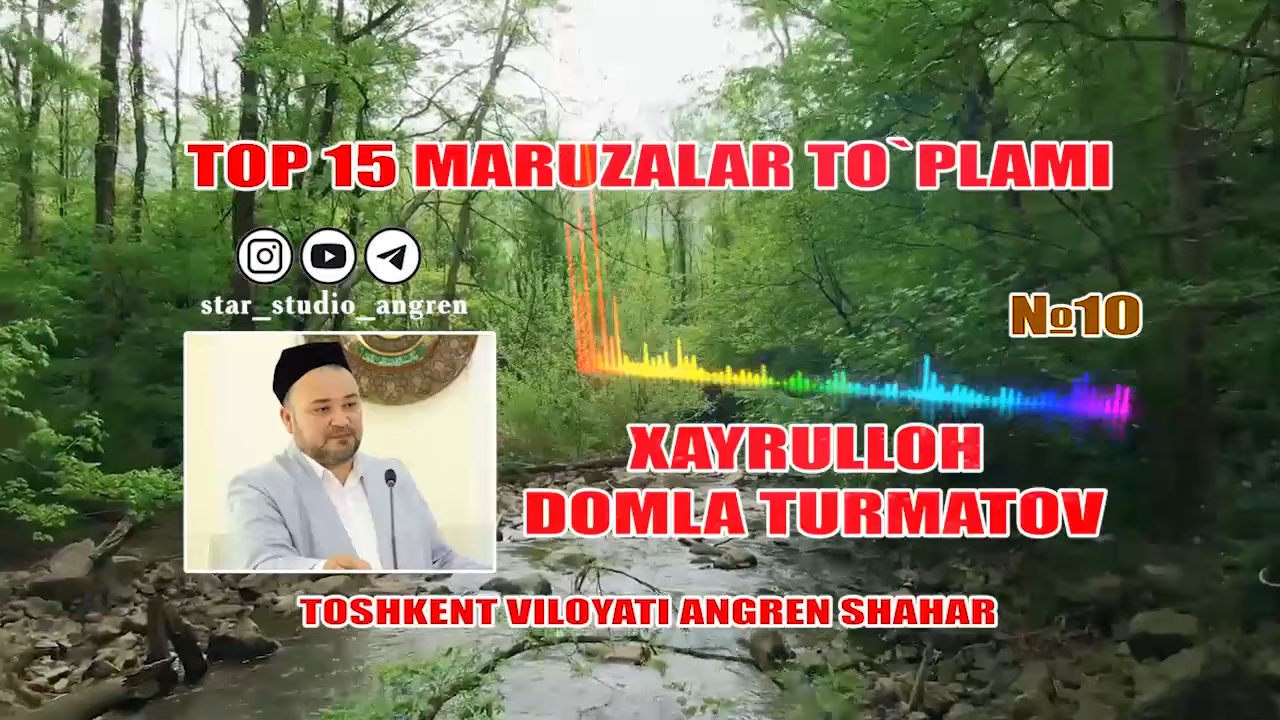 TOP 15 MARUZALAR TO`PLAMI
star_studio_angren
№10
XAYRULLOH
DOMLA TURMATOV
TOSHKENT VILOYATI ANGREN SHAHAR